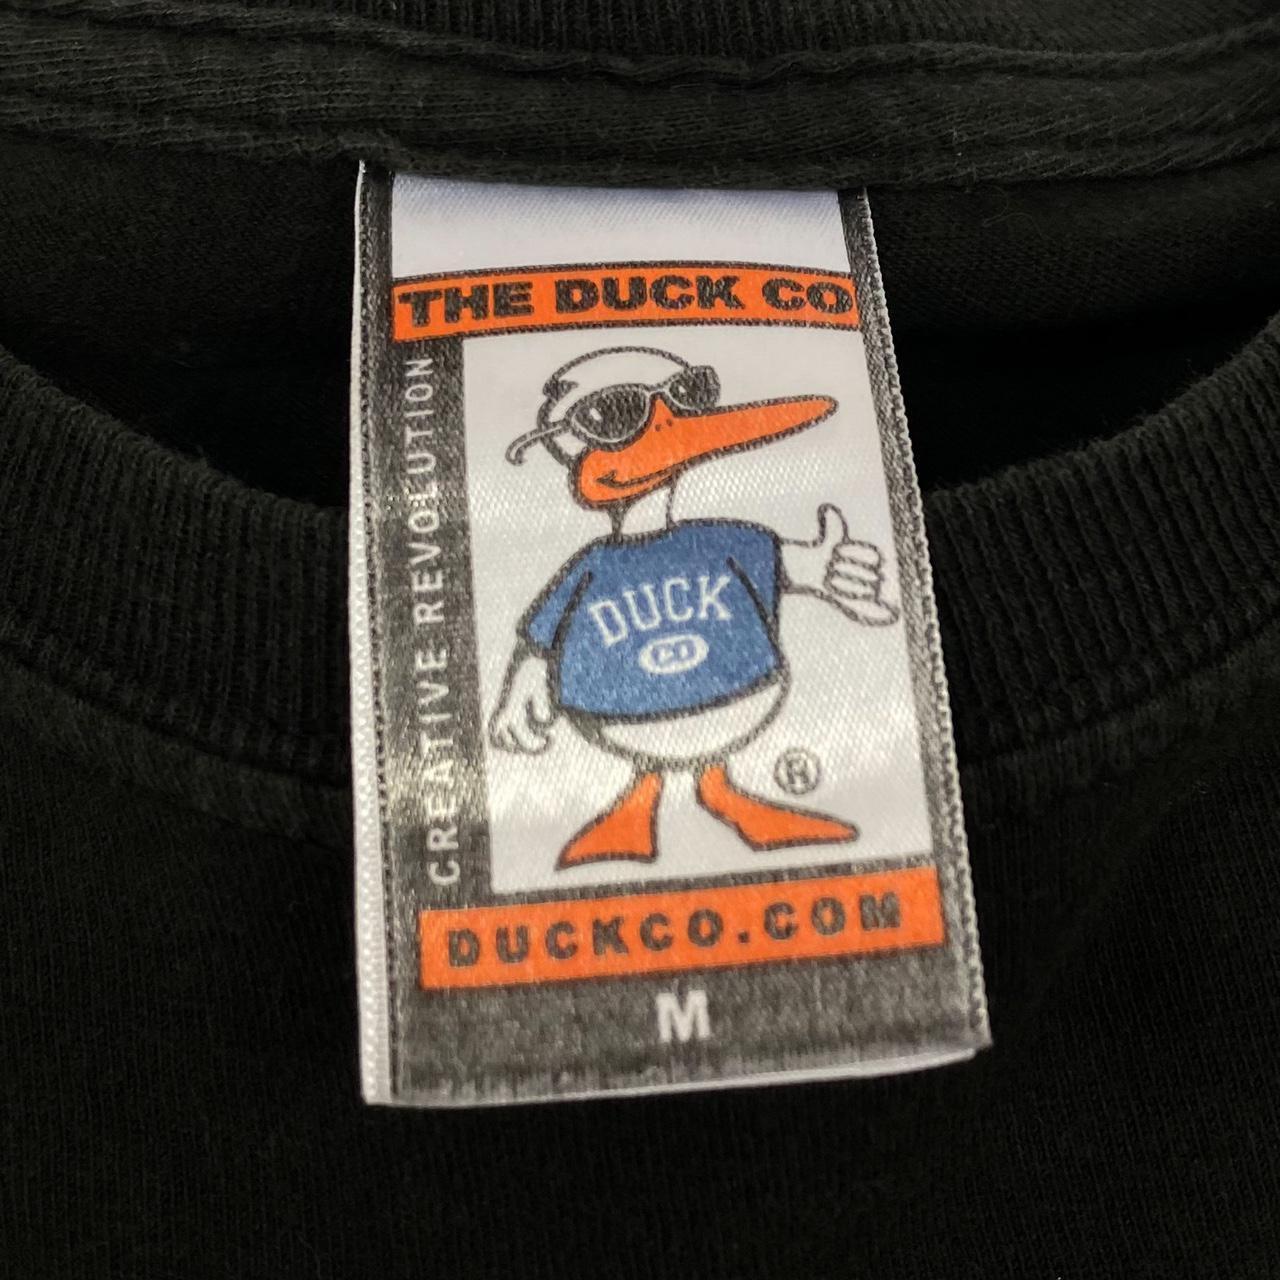 THE DUCK CO
CREATIVE REVOLUTION
DUCK
CO
®
DUCKCO.COM
M